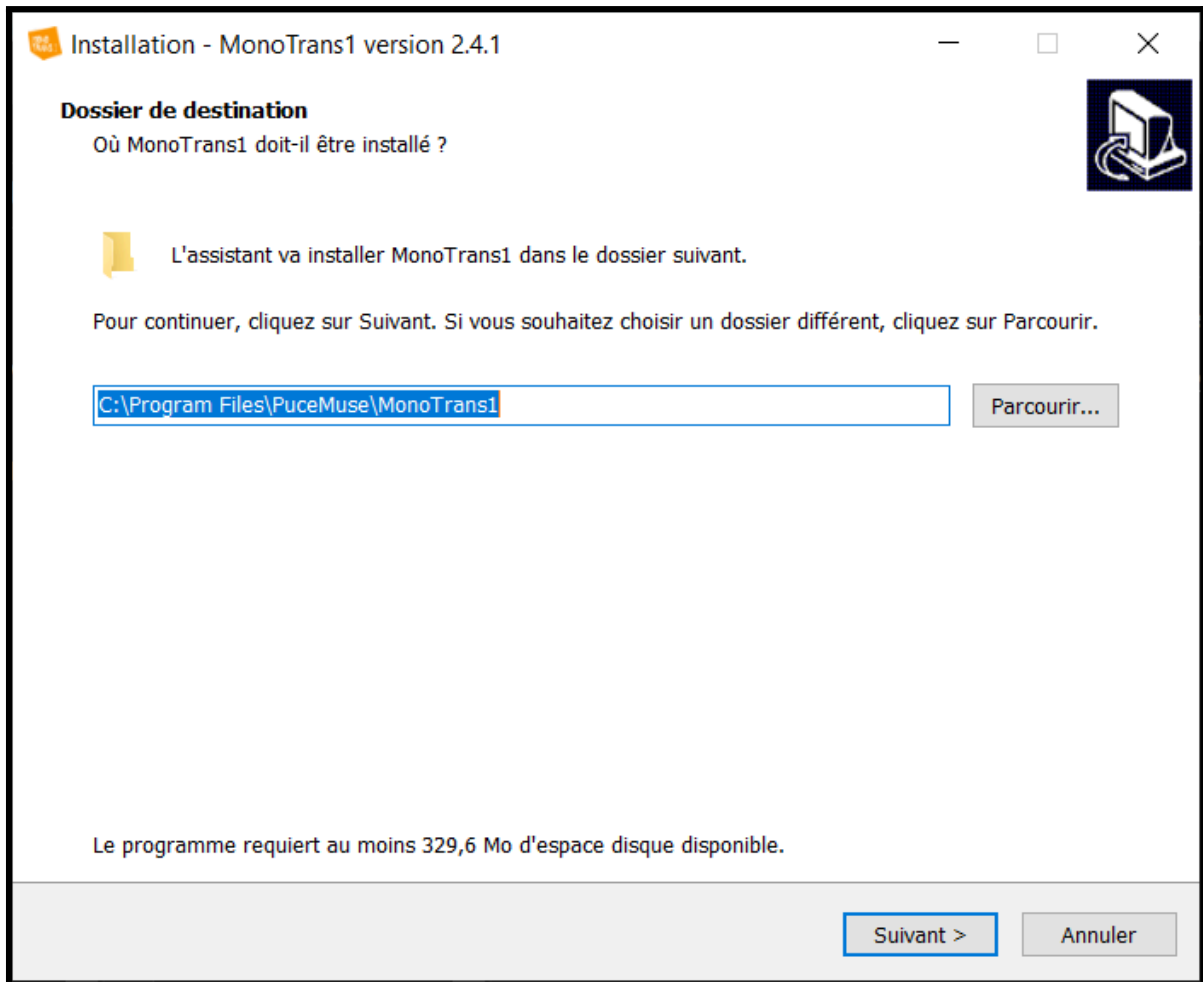 Installation - MonoTrans1 version 2.4.1
Dossier de destination
Où MonoTrans1 doit-il être installé ?
L'assistant va installer MonoTrans1 dans le dossier suivant.
Pour continuer, cliquez sur Suivant. Si vous souhaitez choisir un dossier différent, cliquez sur Parcourir.
C:\Program Files\PuceMuse\MonoTrans1
Parcourir...
Le programme requiert au moins 329,6 Mo d'espace disque disponible.
Suivant >
Annuler